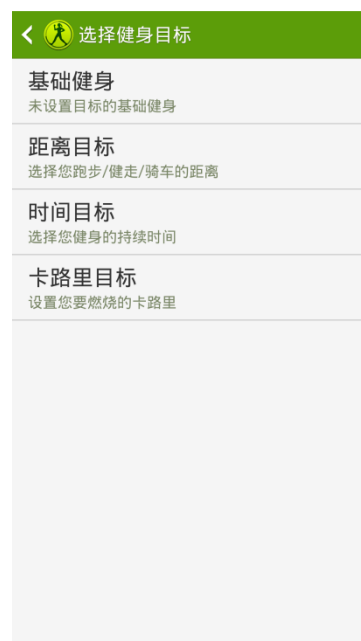 选择健身目标
基础健身
未设置目标的基础健身
距离目标
选择您跑步/健走/骑车的距离
时间目标
选择您健身的持续时间
卡路里目标
设置您要燃烧的卡路里